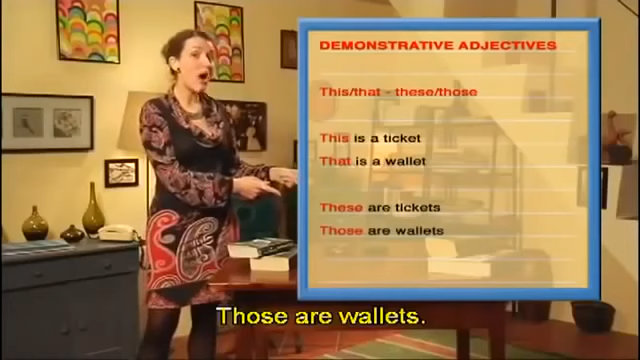 DEMONSTRATIVE ADJECTIVES
This/that - these/those
This is a ticket
That is a wallet
These are tickets
Those are wallets
Those are wallets.